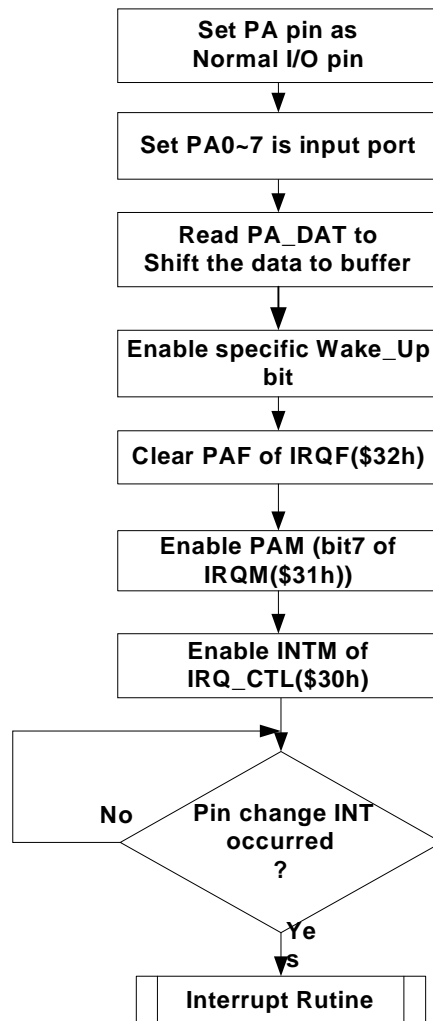 Set PA pin as
Normal I/O pin
Set PA0~7 is input port
Read PA_DAT to
Shift the data to buffer
Enable specific Wake_Up
bit
Clear PAF of IRQF($32h)
Enable PAM (bit7 of
IRQM($31h))
Enable INTM of
IRQ_CTL($30h)
No
Pin change INT
occurred
?
Ye
s
Interrupt Rutine